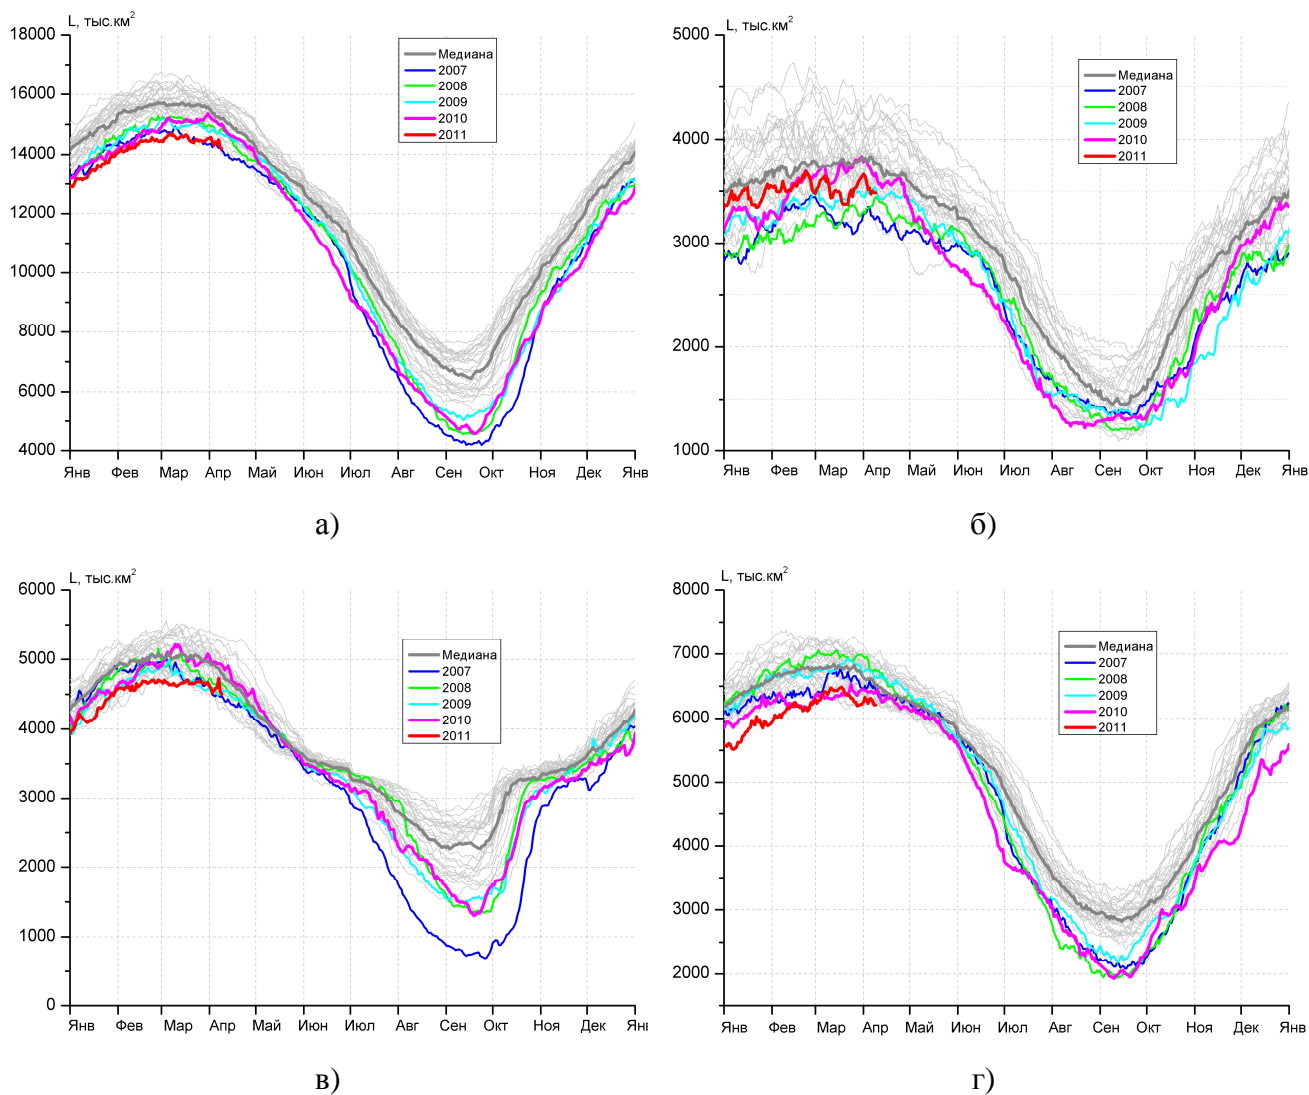 L, тыс.км²
18000
16000
14000
12000
10000
8000
6000
4000
Медиана
2007
2008
2009
2010
2011
Янв Фев Мар Апр Май Июн Июл Авг Сен Окт Ноя Дек Янв
а)
L, тыс.км²
5000
4000
3000
2000
1000
Медиана
2007
2008
2009
2010
2011
Янв Фев Мар Апр Май Июн Июл Авг Сен Окт Ноя Дек Янв
б)
L, тыс.км²
6000
5000
4000
3000
2000
1000
0
Медиана
2007
2008
2009
2010
2011
Янв Фев Мар Апр Май Июн Июл Авг Сен Окт Ноя Дек Янв
в)
L, тыс.км²
8000
7000
6000
5000
4000
3000
2000
Медиана
2007
2008
2009
2010
2011
Янв Фев Мар Апр Май Июн Июл Авг Сен Окт Ноя Дек Янв
г)